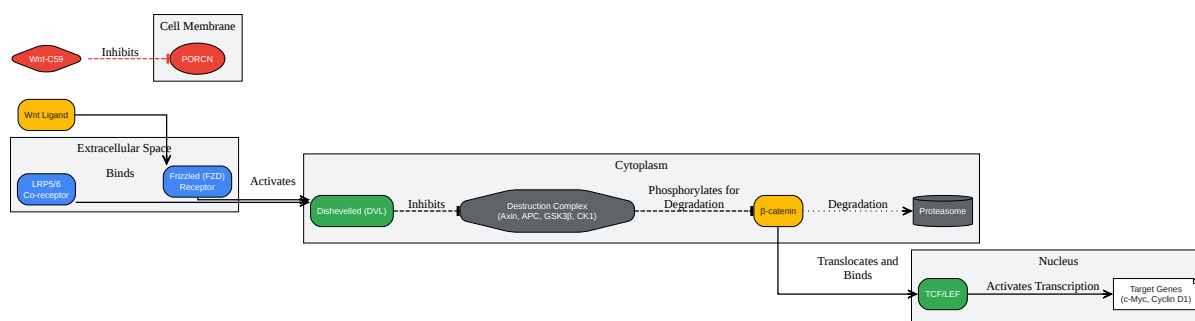 Cell Membrane
Wnt-C59
Inhibits
PORCN
Wnt Ligand
Extracellular Space
Binds
LRP5/6
Co-receptor
Frizzled (FZD)
Receptor
Activates
Cytoplasm
Dishevelled (DVL)
Inhibits
Destruction Complex
(Axin, APC, GSK3β, CK1)
Phosphorylates for
Degradation
β-catenin
Degradation
Proteasome
Translocates and
Binds
Nucleus
TCF/LEF
Activates Transcription
Target Genes
(c-Myc, Cyclin D1)